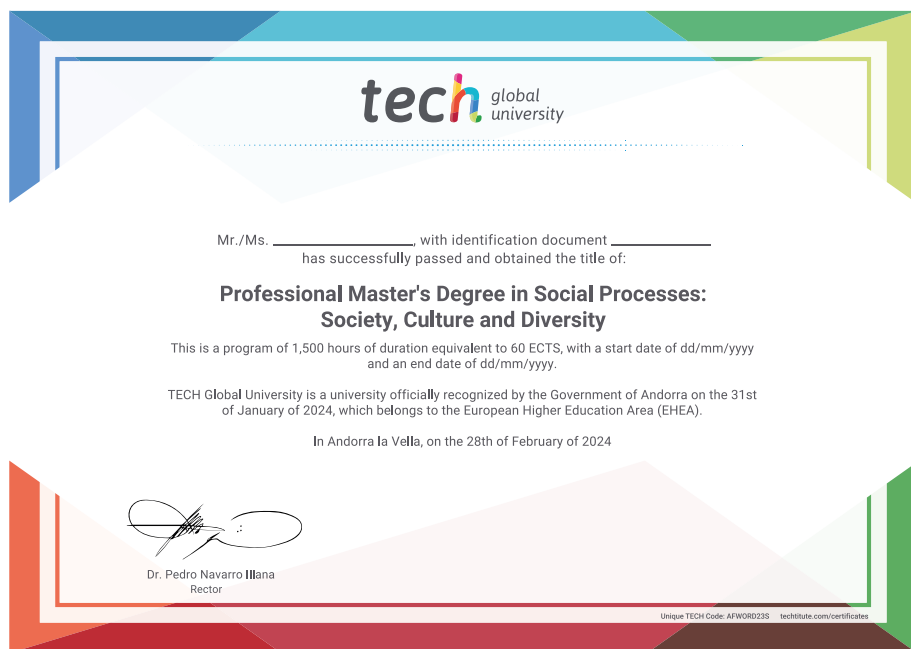 tech global
university
Mr./Ms. ____________________, with identification document ______________
has successfully passed and obtained the title of:
Professional Master's Degree in Social Processes:
Society, Culture and Diversity
This is a program of 1,500 hours of duration equivalent to 60 ECTS, with a start date of dd/mm/yyyy
and an end date of dd/mm/yyyy.
TECH Global University is a university officially recognized by the Government of Andorra on the 31st
of January of 2024, which belongs to the European Higher Education Area (EHEA).
In Andorra la Vella, on the 28th of February of 2024
Dr. Pedro Navarro Illana
Rector
Unique TECH Code: AFWORD23S techtitute.com/certificates